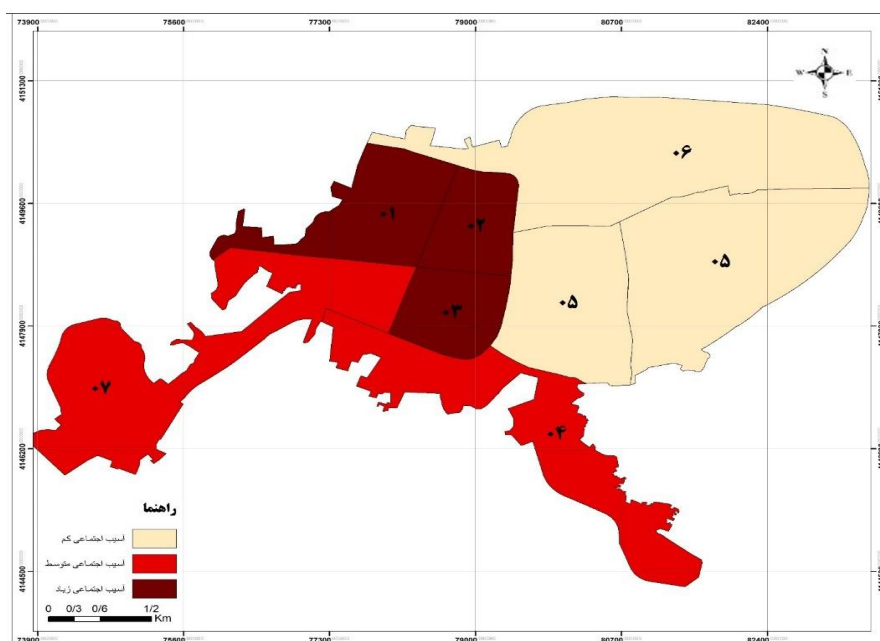 73900 75600 77300 79000 80700 82400
4151300
N
W E
S
۰۶
4149600
۰۱
۰۲
۰۵
۰۵
4147900
۰۳
۰۷
۰۴
4146200
راهنما
آسیب اجتماعی کم
آسیب اجتماعی متوسط
آسیب اجتماعی زیاد
4144500
0 0/3 0/6 1/2
Km
73900 75600 77300 79000 80700 82400